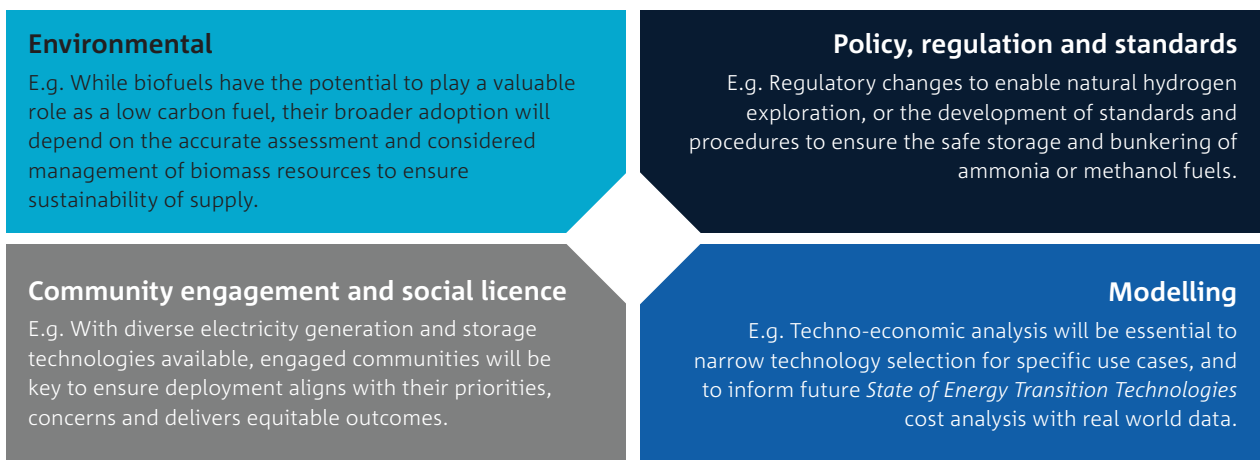 Environmental
E.g. While biofuels have the potential to play a valuable
role as a low carbon fuel, their broader adoption will
depend on the accurate assessment and considered
management of biomass resources to ensure
sustainability of supply.
Policy, regulation and standards
E.g. Regulatory changes to enable natural hydrogen
exploration, or the development of standards and
procedures to ensure the safe storage and bunkering of
ammonia or methanol fuels.
Community engagement and social licence
E.g. With diverse electricity generation and storage
technologies available, engaged communities will be
key to ensure deployment aligns with their priorities,
concerns and delivers equitable outcomes.
Modelling
E.g. Techno-economic analysis will be essential to
narrow technology selection for specific use cases, and
to inform future State of Energy Transition Technologies
cost analysis with real world data.